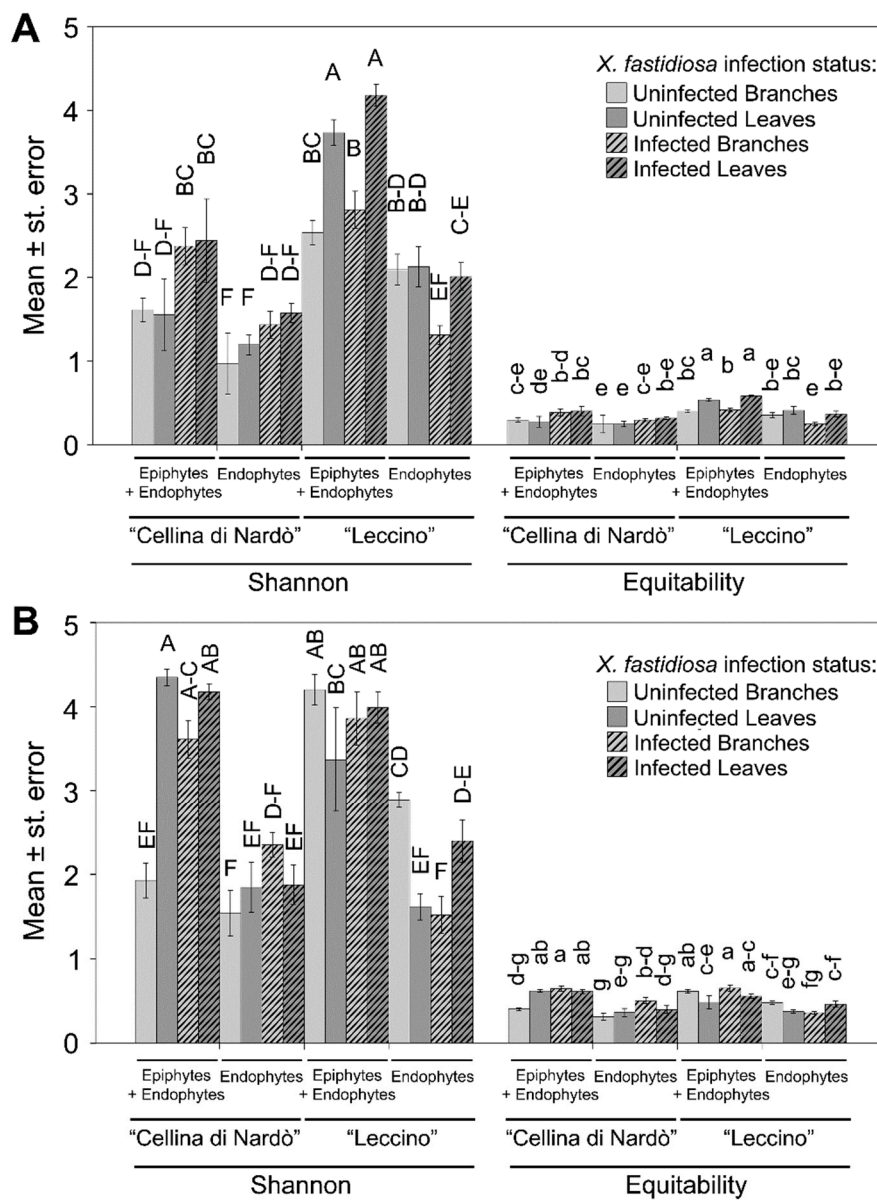 A
5
4
3
2
1
0
Mean ± st. error
X. fastidiosa infection status:
Uninfected Branches
Uninfected Leaves
Infected Branches
Infected Leaves
D-F
D-F
BC
BC
F
F
D-F
D-F
BC
A
B
A
B-D
B-D
EF
C-E
c-e
de
b-d
bc
e
e
c-e
b-e
bc
a
b
a
b-e
bc
e
b-e
Epiphytes
+ Endophytes
Endophytes
Epiphytes
+ Endophytes
Endophytes
Epiphytes
+ Endophytes
Endophytes
Epiphytes
+ Endophytes
Endophytes
“Cellina di Nardò”
“Leccino”
“Cellina di Nardò”
“Leccino”
Shannon
Equitability
B
5
4
3
2
1
0
Mean ± st. error
X. fastidiosa infection status:
Uninfected Branches
Uninfected Leaves
Infected Branches
Infected Leaves
EF
A
A-C
AB
F
EF
D-F
EF
AB
BC
AB
AB
CD
EF
F
D-E
d-g
ab
a
ab
g
e-g
b-d
d-g
ab
c-e
a
a-c
c-f
e-g
fg
c-f
Epiphytes
+ Endophytes
Endophytes
Epiphytes
+ Endophytes
Endophytes
Epiphytes
+ Endophytes
Endophytes
Epiphytes
+ Endophytes
Endophytes
“Cellina di Nardò”
“Leccino”
“Cellina di Nardò”
“Leccino”
Shannon
Equitability